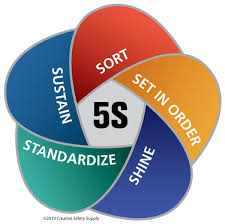 SORT
SET IN ORDER
SHINE
STANDARDIZE
SUSTAIN
5S
©2019 Creative Safety Supply